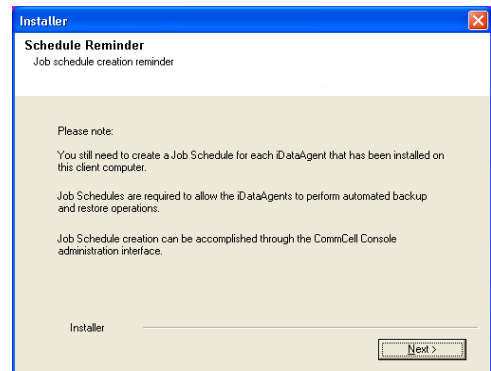 Installer
Schedule Reminder
Job schedule creation reminder
Please note:
You still need to create a Job Schedule for each iDataAgent that has been installed on
this client computer.
Job Schedules are required to allow the iDataAgents to perform automated backup
and restore operations.
Job Schedule creation can be accomplished through the CommCell Console
administration interface.
Installer
Next >